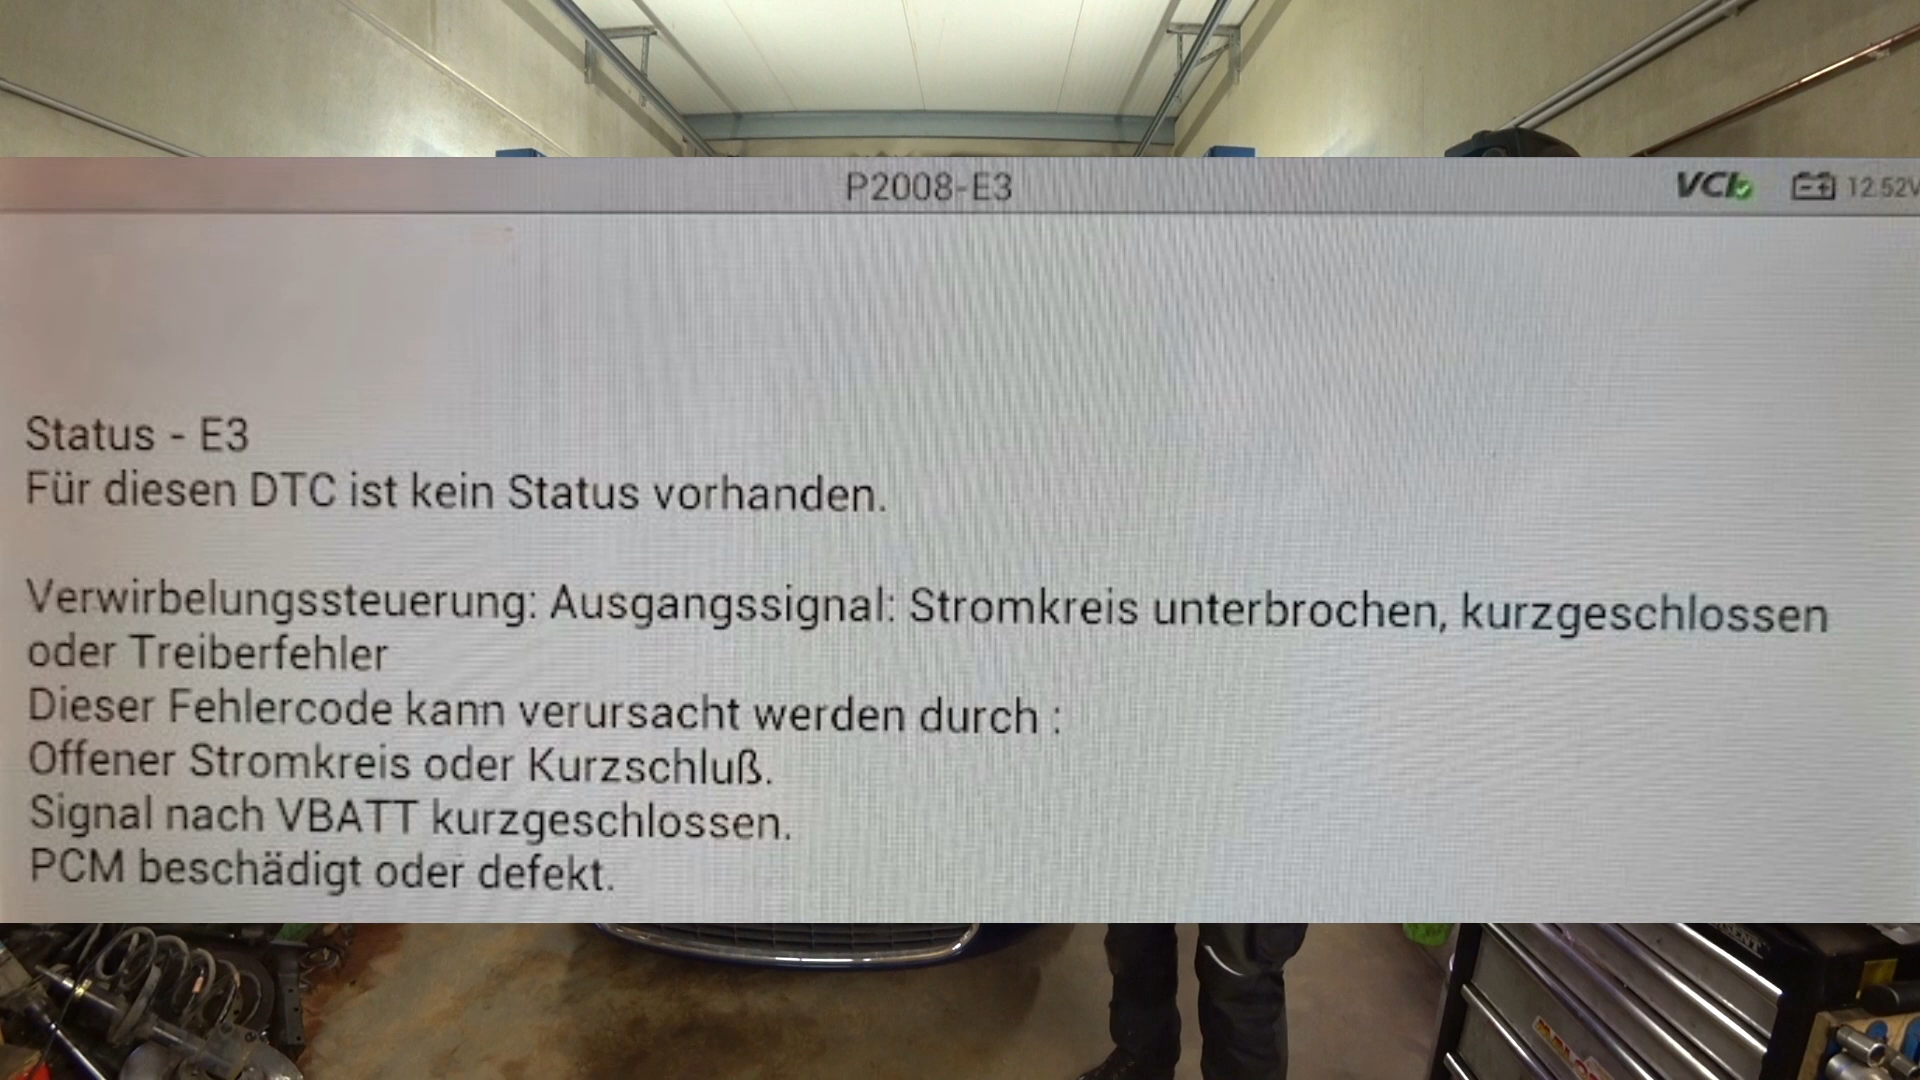 P2008-E3
VCI
12.52V
Status - E3
Für diesen DTC ist kein Status vorhanden.
Verwirbelungssteuerung: Ausgangssignal: Stromkreis unterbrochen, kurzgeschlossen
oder Treiberfehler
Dieser Fehlercode kann verursacht werden durch :
Offener Stromkreis oder Kurzschluß.
Signal nach VBATT kurzgeschlossen.
PCM beschädigt oder defekt.